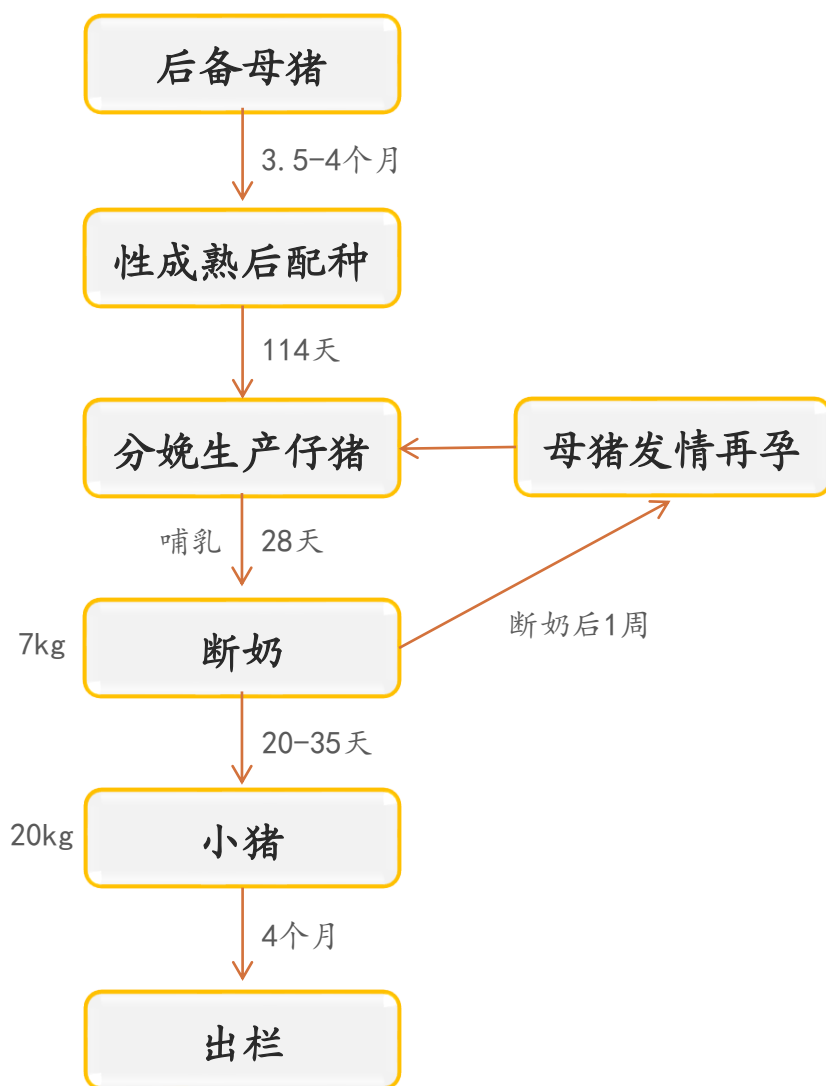 后备母猪
3.5-4个月
性成熟后配种
114天
分娩生产仔猪
母猪发情再孕
哺乳 28天
断奶后1周
7kg
断奶
20-35天
20kg
小猪
4个月
出栏